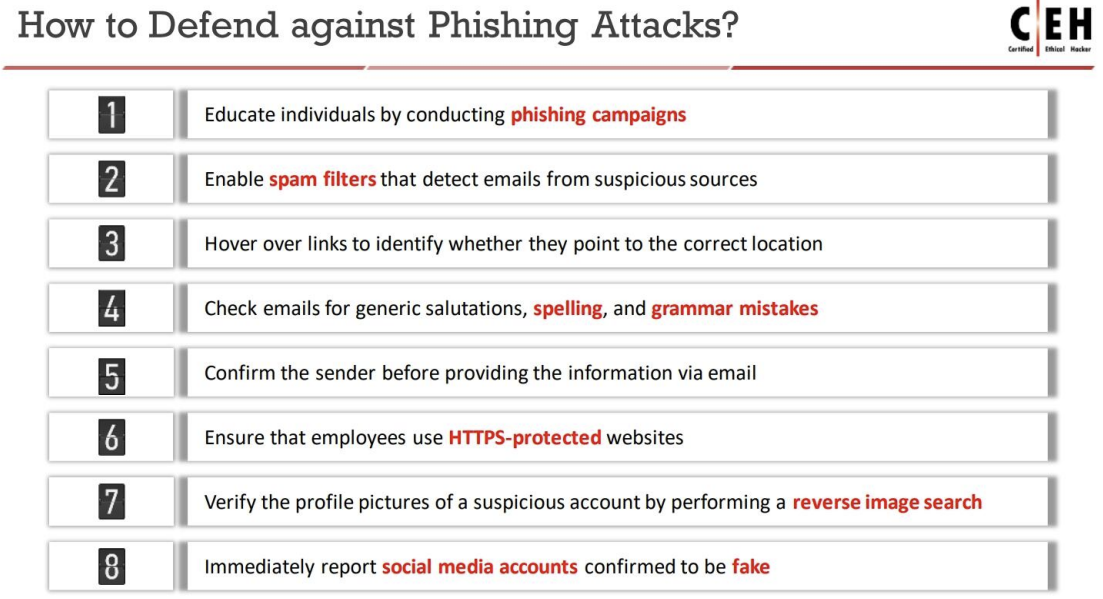 How to Defend against Phishing Attacks?
C|EH
Certified Ethical Hacker
1 Educate individuals by conducting phishing campaigns
2 Enable spam filters that detect emails from suspicious sources
3 Hover over links to identify whether they point to the correct location
4 Check emails for generic salutations, spelling, and grammar mistakes
5 Confirm the sender before providing the information via email
6 Ensure that employees use HTTPS-protected websites
7 Verify the profile pictures of a suspicious account by performing a reverse image search
8 Immediately report social media accounts confirmed to be fake